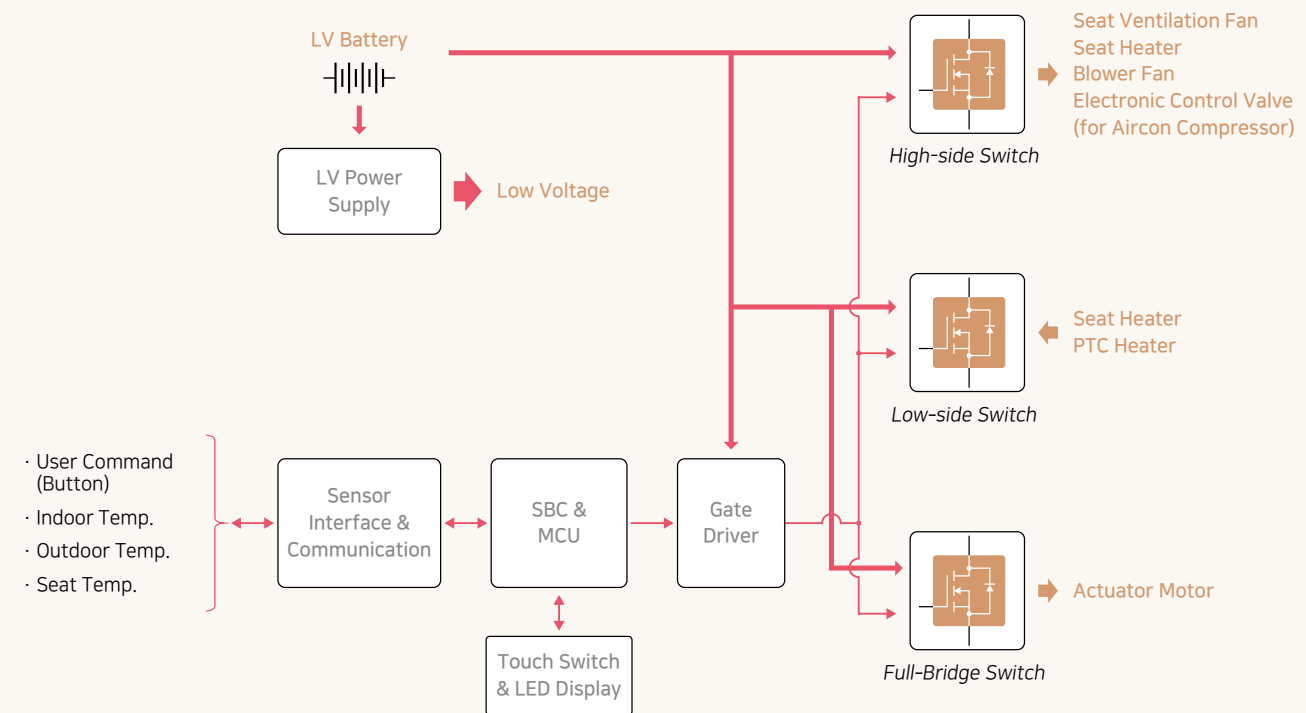 LV Battery
LV Power
Supply
Low Voltage
Seat Ventilation Fan
Seat Heater
Blower Fan
Electronic Control Valve
(for Aircon Compressor)
High-side Switch
Seat Heater
PTC Heater
Low-side Switch
· User Command
(Button)
· Indoor Temp.
· Outdoor Temp.
· Seat Temp.
Sensor
Interface &
Communication
SBC &
MCU
Gate
Driver
Touch Switch
& LED Display
Actuator Motor
Full-Bridge Switch